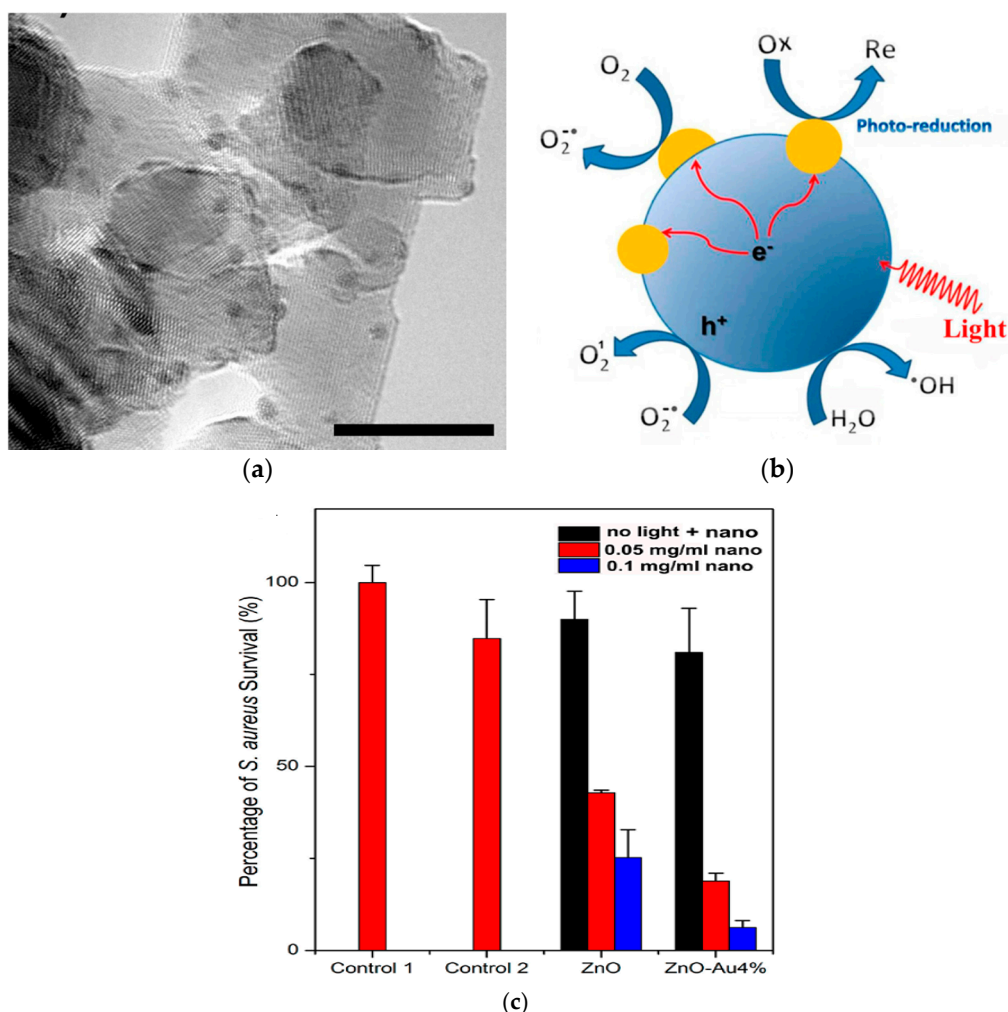 O₂
Ox
Re
Photo-reduction
O₂⁻•
e⁻
h⁺
Light
O₂¹
•OH
O₂⁻•
H₂O
(a)
(b)
no light + nano
0.05 mg/ml nano
0.1 mg/ml nano
Percentage of S. aureus Survival (%)
100
50
0
Control 1
Control 2
ZnO
ZnO-Au4%
(c)